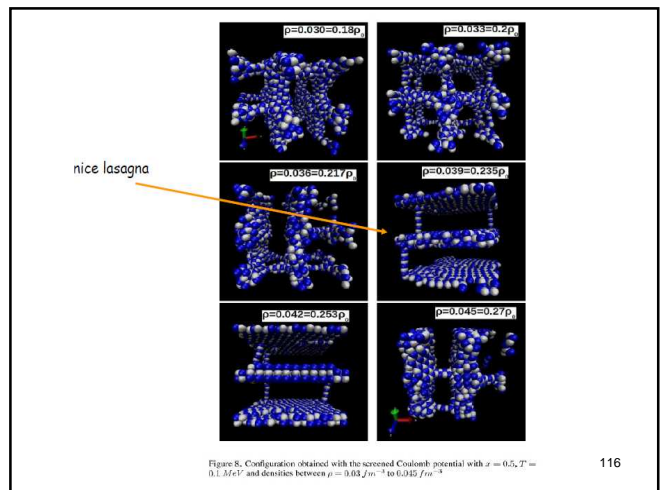 ρ=0.030=0.18ρ₀
ρ=0.033=0.2ρ₀
nice lasagna
ρ=0.036=0.217ρ₀
ρ=0.039=0.235ρ₀
ρ=0.042=0.253ρ₀
ρ=0.045=0.27ρ₀
Figure 8. Configuration obtained with the screened Coulomb potential with x = 0.5, T =
0.1 MeV and densities between ρ = 0.03 fm⁻³ to 0.045 fm⁻³
116